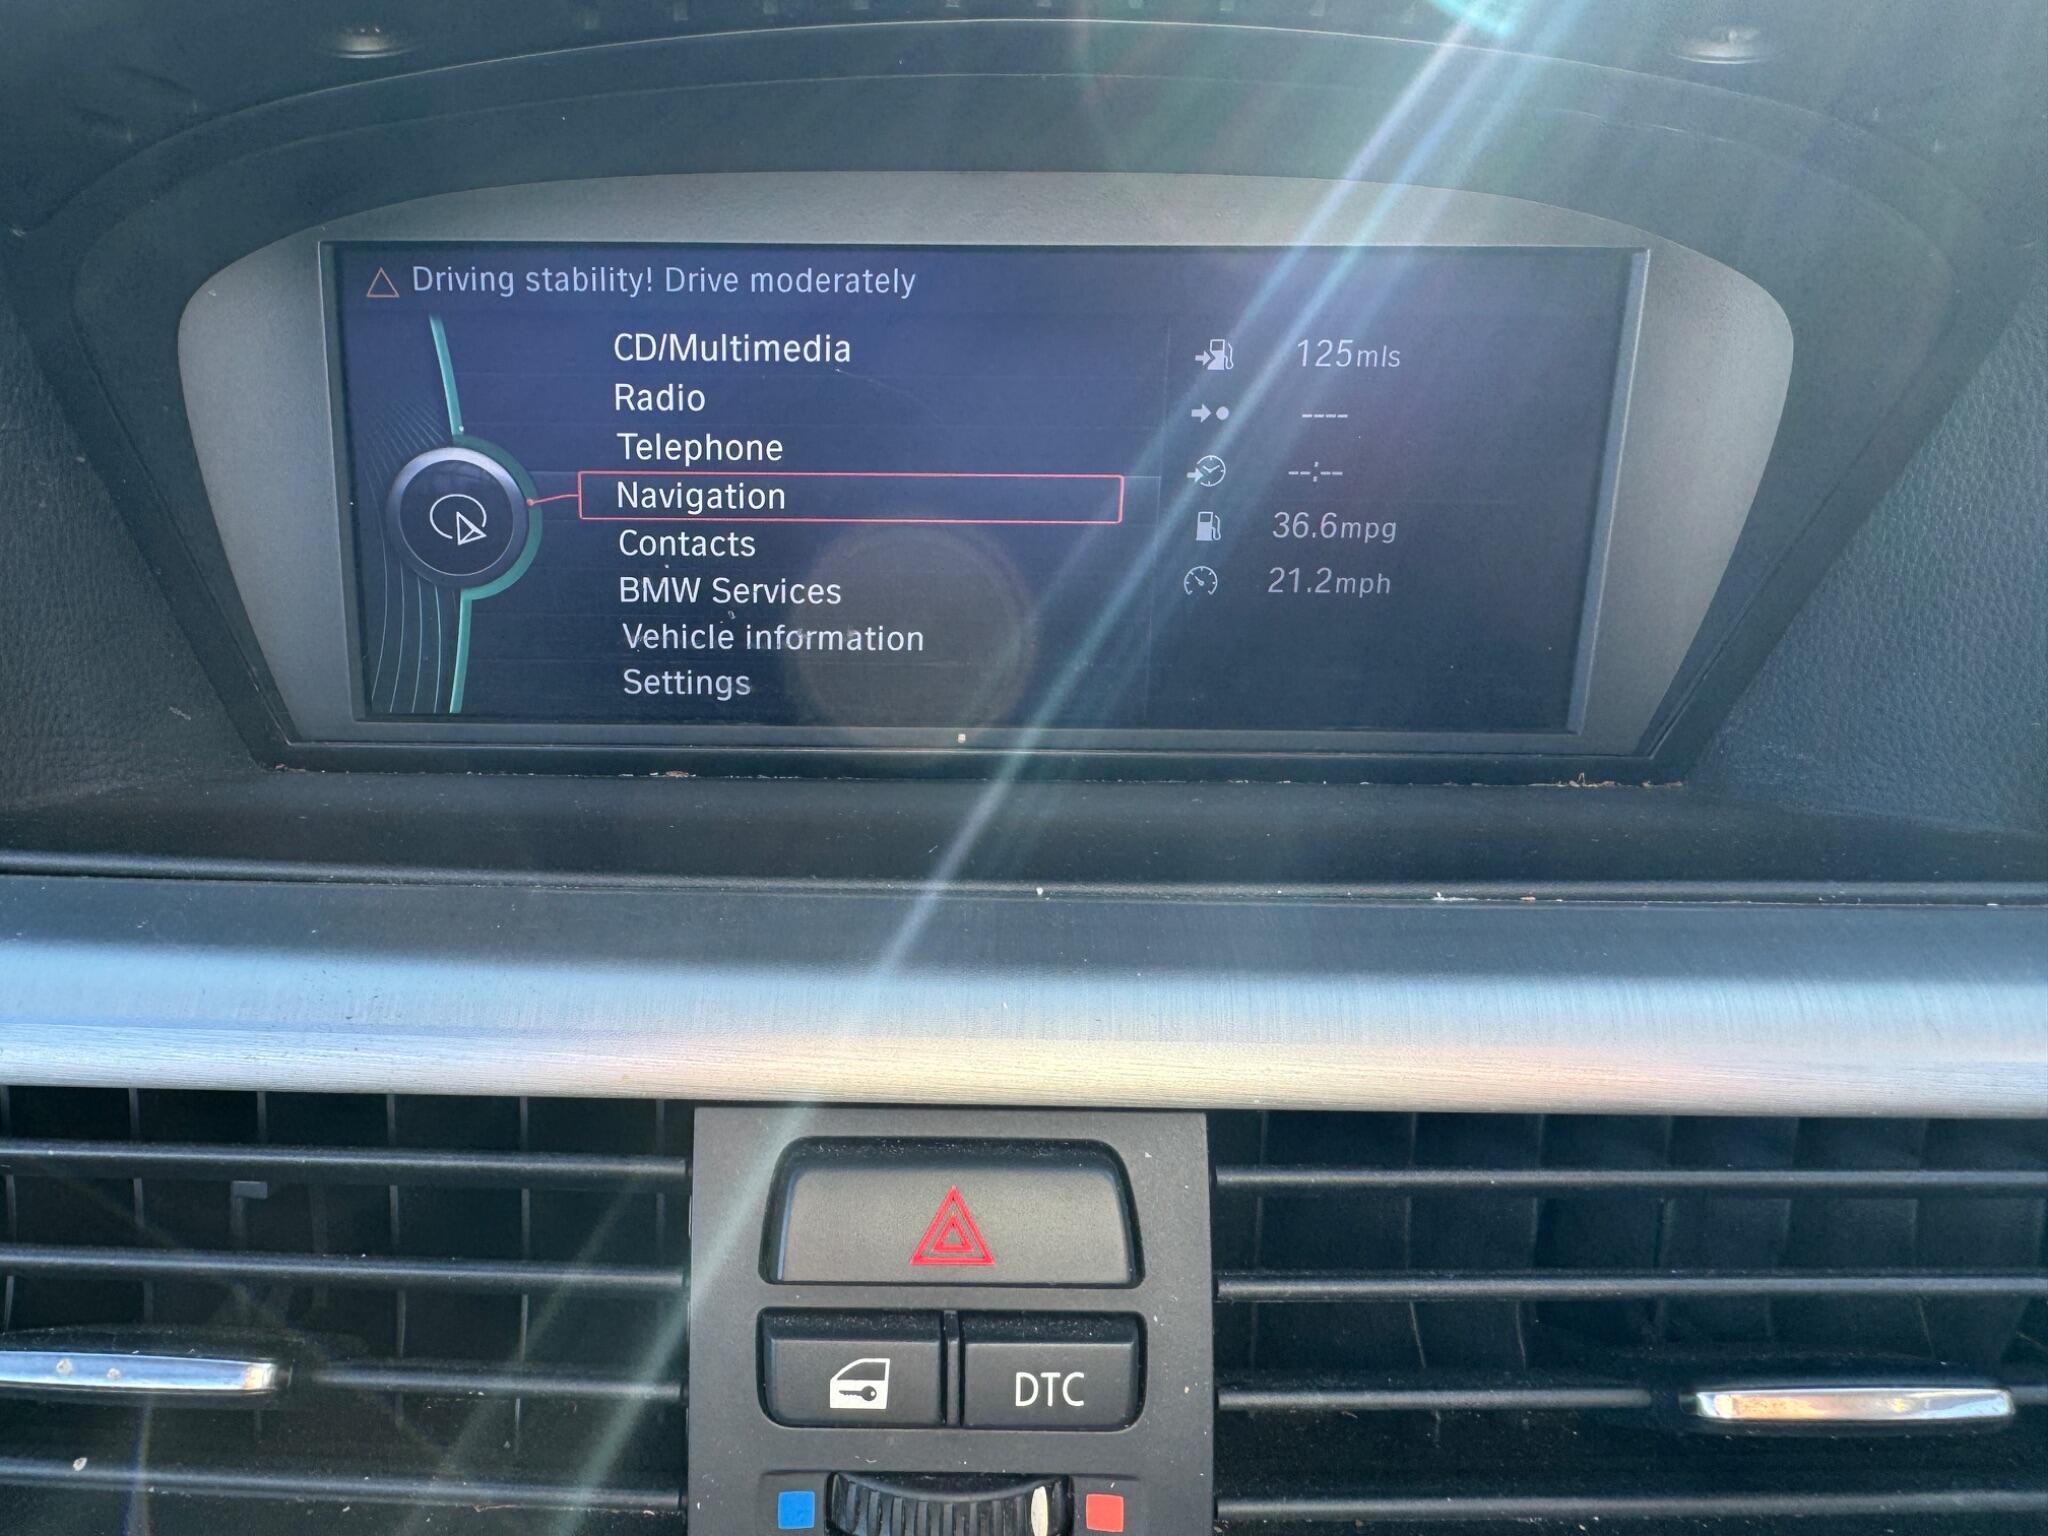 Driving stability! Drive moderately
CD/Multimedia
Radio
Telephone
Navigation
Contacts
BMW Services
Vehicle information
Settings
125mls
----
--:--
36.6mpg
21.2mph
DTC